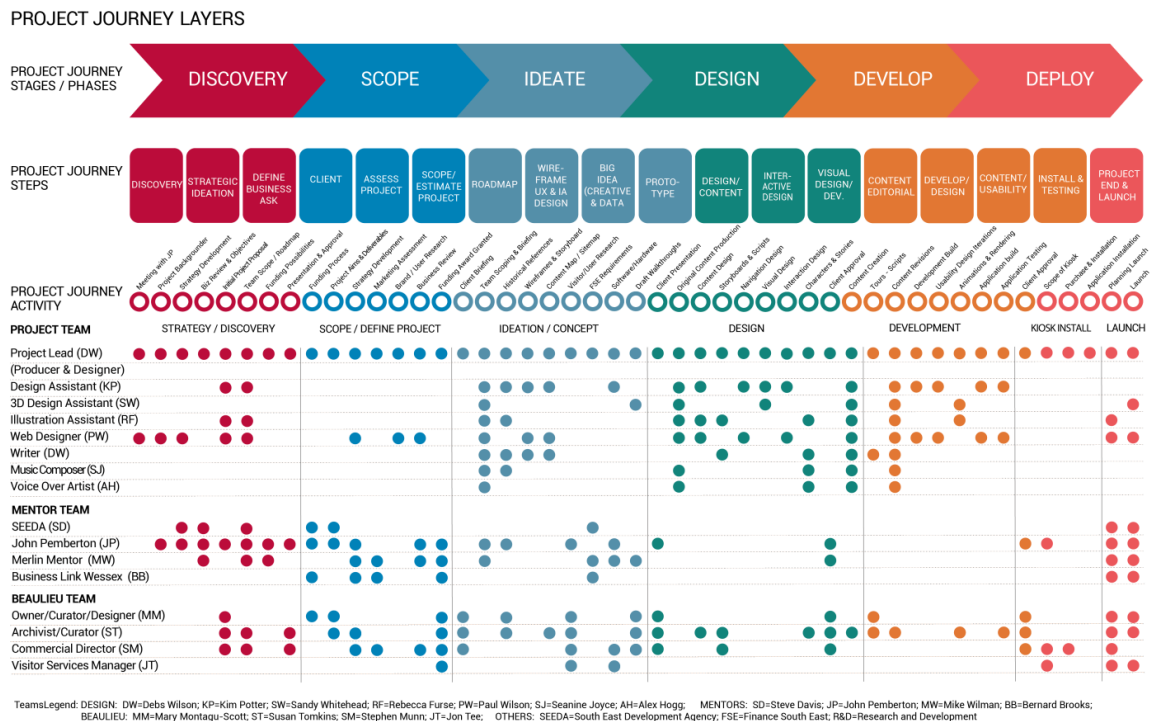 PROJECT JOURNEY LAYERS
PROJECT JOURNEY
STAGES / PHASES
DISCOVERY
SCOPE
IDEATE
DESIGN
DEVELOP
DEPLOY
PROJECT JOURNEY
STEPS
DISCOVERY
STRATEGIC
IDEATION
DEFINE
BUSINESS
ASK
CLIENT
ASSESS
PROJECT
SCOPE/
ESTIMATE
PROJECT
ROADMAP
WIRE-
FRAME
UX & IA
DESIGN
BIG
IDEA
(CREATIVE
& DATA
PROTO-
TYPE
DESIGN/
CONTENT
INTER-
ACTIVE
DESIGN
VISUAL
DESIGN/
DEV.
CONTENT
EDITORIAL
DEVELOP/
DESIGN
CONTENT/
USABILITY
INSTALL &
TESTING
PROJECT
END &
LAUNCH
PROJECT JOURNEY
ACTIVITY
Meeting with JP
Project Backgrounder
Strategy Development
Biz Review & Objectives
Initial Project Proposal
Team Scope / Roadmap
Funding Possibilities
Presentation & Approval
Funding Process
Project Aims & Deliverables
Strategy Development
Marketing Assessment
Brand / User Research
Business Review
Funding Award Granted
Client Briefing
Team Scoping & Briefing
Historical References
Wireframes & Storyboard
Content Map / Sitemap
Visitor/User Research
FSE Requirements
Software/Hardware
Draft Walkthroughs
Client Presentation
Original Content Production
Content Design
Storyboards & Scripts
Navigation Design
Visual Design
Interaction Design
Characters & Stories
Client Approval
Content Creation
Tours - Scripts
Content Revisions
Development Build
Usability Design Iterations
Animations & Rendering
Application build
Application Testing
Client Approval
Scope of Kiosk
Purchase & Installation
Application Installation
Planning Launch
Launch
PROJECT TEAM
STRATEGY / DISCOVERY
SCOPE / DEFINE PROJECT
IDEATION / CONCEPT
DESIGN
DEVELOPMENT
KIOSK INSTALL
LAUNCH
Project Lead (DW)
(Producer & Designer)
Design Assistant (KP)
3D Design Assistant (SW)
Illustration Assistant (RF)
Web Designer (PW)
Writer (DW)
Music Composer (SJ)
Voice Over Artist (AH)
MENTOR TEAM
SEEDA (SD)
John Pemberton (JP)
Merlin Mentor (MW)
Business Link Wessex (BB)
BEAULIEU TEAM
Owner/Curator/Designer (MM)
Archivist/Curator (ST)
Commercial Director (SM)
Visitor Services Manager (JT)
TeamsLegend: DESIGN: DW=Debs Wilson; KP=Kim Potter; SW=Sandy Whitehead; RF=Rebecca Furse; PW=Paul Wilson; SJ=Seanine Joyce; AH=Alex Hogg; MENTORS: SD=Steve Davis; JP=John Pemberton; MW=Mike Wilman; BB=Bernard Brooks;
BEAULIEU: MM=Mary Montagu-Scott; ST=Susan Tomkins; SM=Stephen Munn; JT=Jon Tee; OTHERS: SEEDA=South East Development Agency; FSE=Finance South East; R&D=Research and Development